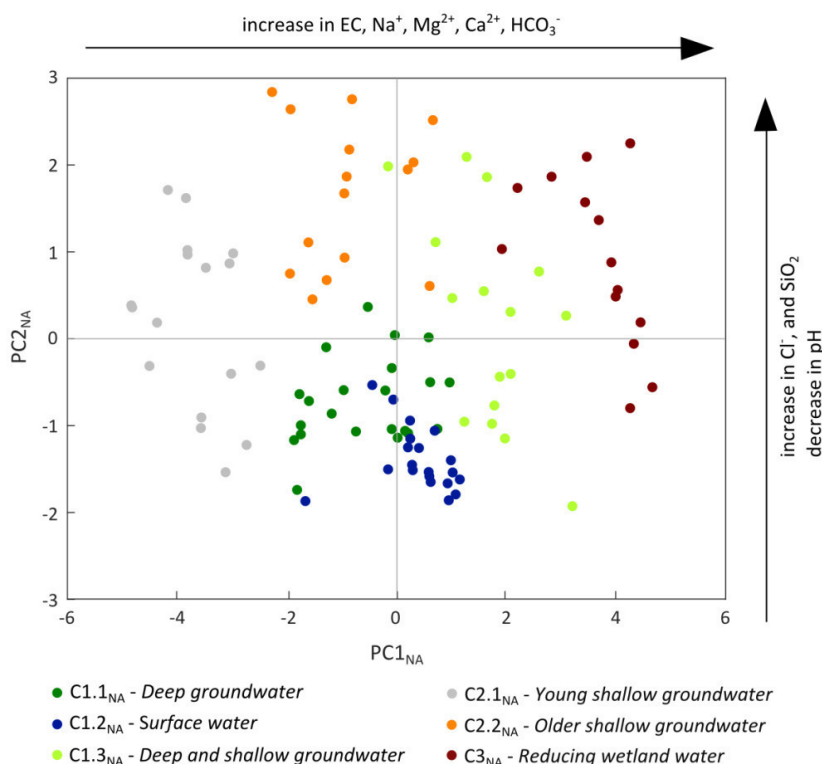 increase in EC, Na⁺, Mg²⁺, Ca²⁺, HCO₃⁻
3
2
1
0
-1
-2
-3
PC2NA
-6
-4
-2
0
2
4
6
PC1NA
increase in Cl⁻, and SiO₂
decrease in pH
C1.1NA - Deep groundwater
C1.2NA - Surface water
C1.3NA - Deep and shallow groundwater
C2.1NA - Young shallow groundwater
C2.2NA - Older shallow groundwater
C3NA - Reducing wetland water